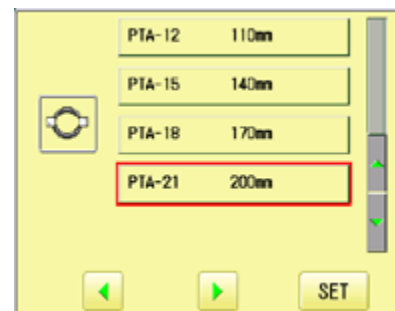 PTA-12 110mm
PTA-15 140mm
PTA-18 170mm
PTA-21 200mm
SET